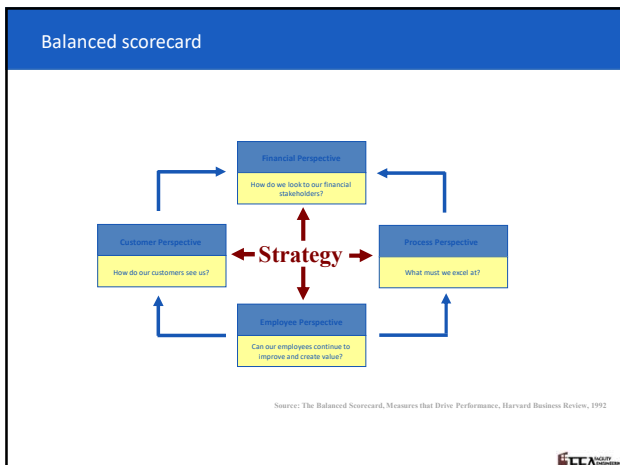 Balanced scorecard
Financial Perspective
How do we look to our financial
stakeholders?
Customer Perspective
How do our customers see us?
Strategy
Process Perspective
What must we excel at?
Employee Perspective
Can our employees continue to
improve and create value?
Source: The Balanced Scorecard, Measures that Drive Performance, Harvard Business Review, 1992
FEA
FACILITY